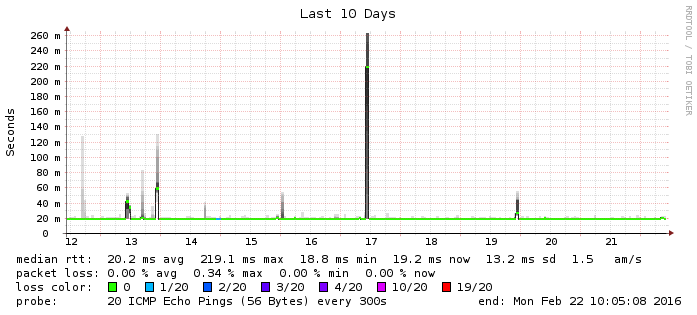 Last 10 Days
RRDTOOL / TOBI OETIKER
Seconds
260 m
240 m
220 m
200 m
180 m
160 m
140 m
120 m
100 m
80 m
60 m
40 m
20 m
0
12 13 14 15 16 17 18 19 20 21
median rtt: 20.2 ms avg 219.1 ms max 18.8 ms min 19.2 ms now 13.2 ms sd 1.5 am/s
packet loss: 0.00 % avg 0.34 % max 0.00 % min 0.00 % now
loss color: 0 1/20 2/20 3/20 4/20 10/20 19/20
probe: 20 ICMP Echo Pings (56 Bytes) every 300s end: Mon Feb 22 10:05:08 2016